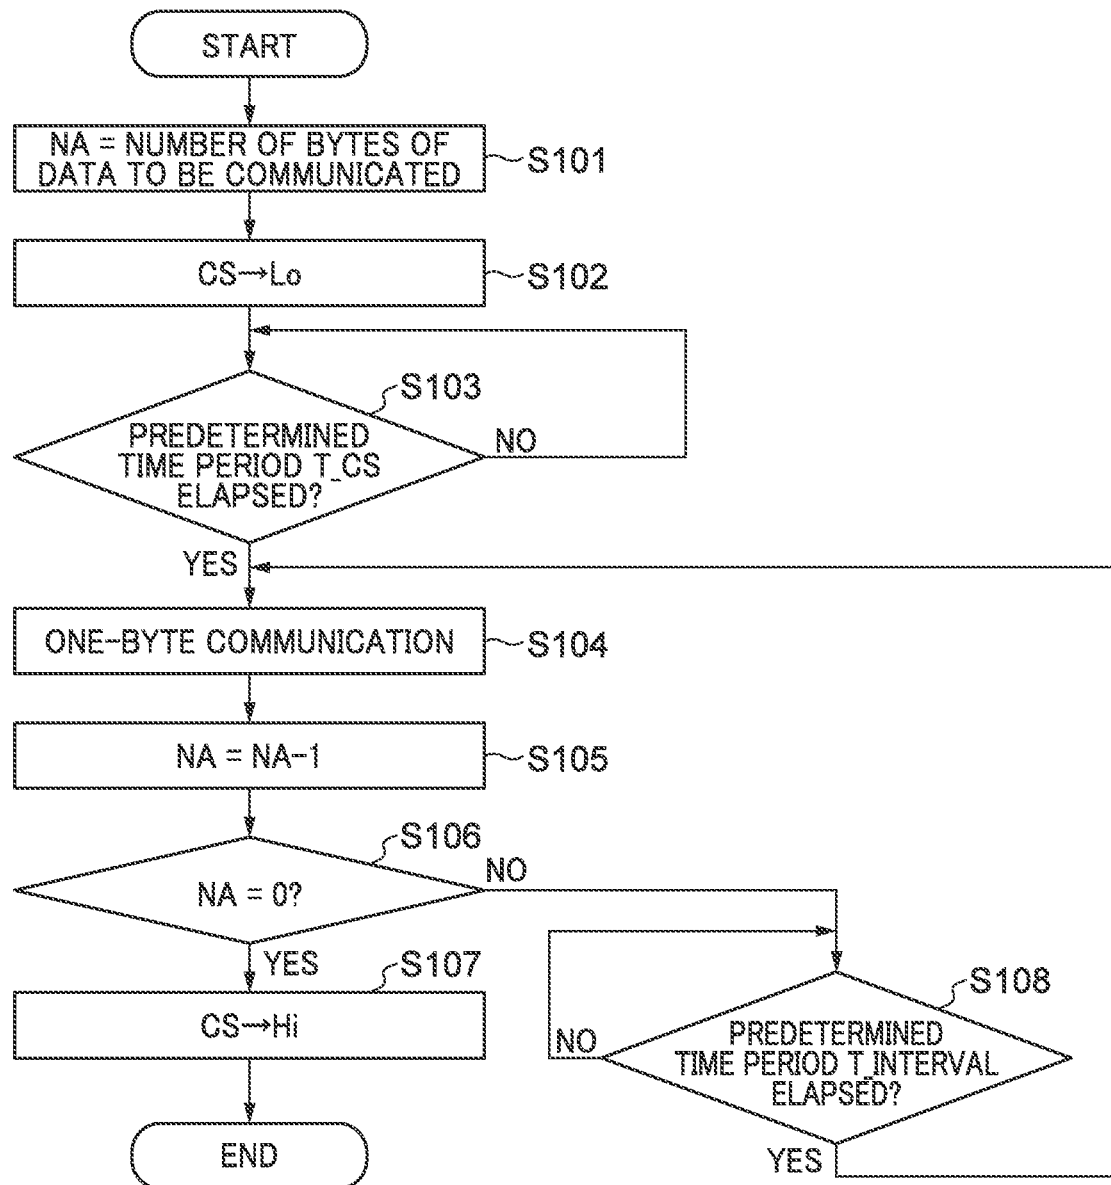 START
NA = NUMBER OF BYTES OF
DATA TO BE COMMUNICATED
S101
CS→Lo
S102
S103
PREDETERMINED
TIME PERIOD T_CS
ELAPSED?
NO
YES
ONE-BYTE COMMUNICATION
S104
NA = NA-1
S105
S106
NA = 0?
NO
YES
S107
CS→Hi
S108
PREDETERMINED
TIME PERIOD T_INTERVAL
ELAPSED?
NO
YES
END